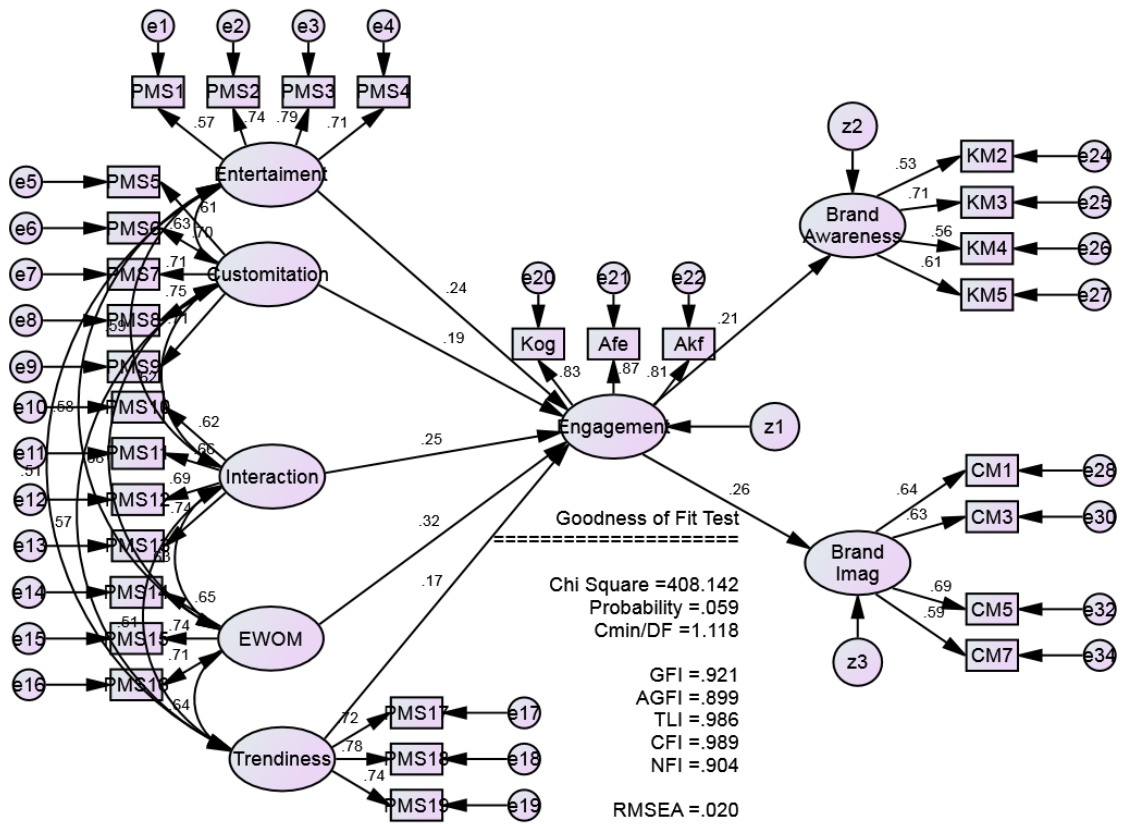 e1
e2
e3
e4
PMS1
PMS2
PMS3
PMS4
.57
.74
.79
.71
Entertaiment
e5
PMS5
.61
e6
PMS6
.63
.70
e7
PMS7
.71
Customitation
e8
PMS8
.75
.71
.59
e9
PMS9
.62
e10
PMS10
.58
.62
e11
PMS11
.66
.51
Interaction
e12
PMS12
.69
.74
.57
e13
e14
PMS14
.65
e15
PMS15
.74
.51
EWOM
e16
.71
.64
Trendiness
.72
PMS17
e17
.78
PMS18
e18
.74
PMS19
e19
.24
.19
.25
.32
.17
e20
e21
e22
Kog
Afe
Akf
.83
.87
.81
Engagement
z1
.21
.26
z2
Brand
Awareness
.53
KM2
e24
.71
KM3
e25
.56
KM4
e26
.61
KM5
e27
Brand
Imag
z3
.64
CM1
e28
.63
CM3
e30
.69
CM5
e32
.59
CM7
e34
Goodness of Fit Test
=====================
Chi Square =408.142
Probability =.059
Cmin/DF =1.118
GFI =.921
AGFI =.899
TLI =.986
CFI =.989
NFI =.904
RMSEA =.020